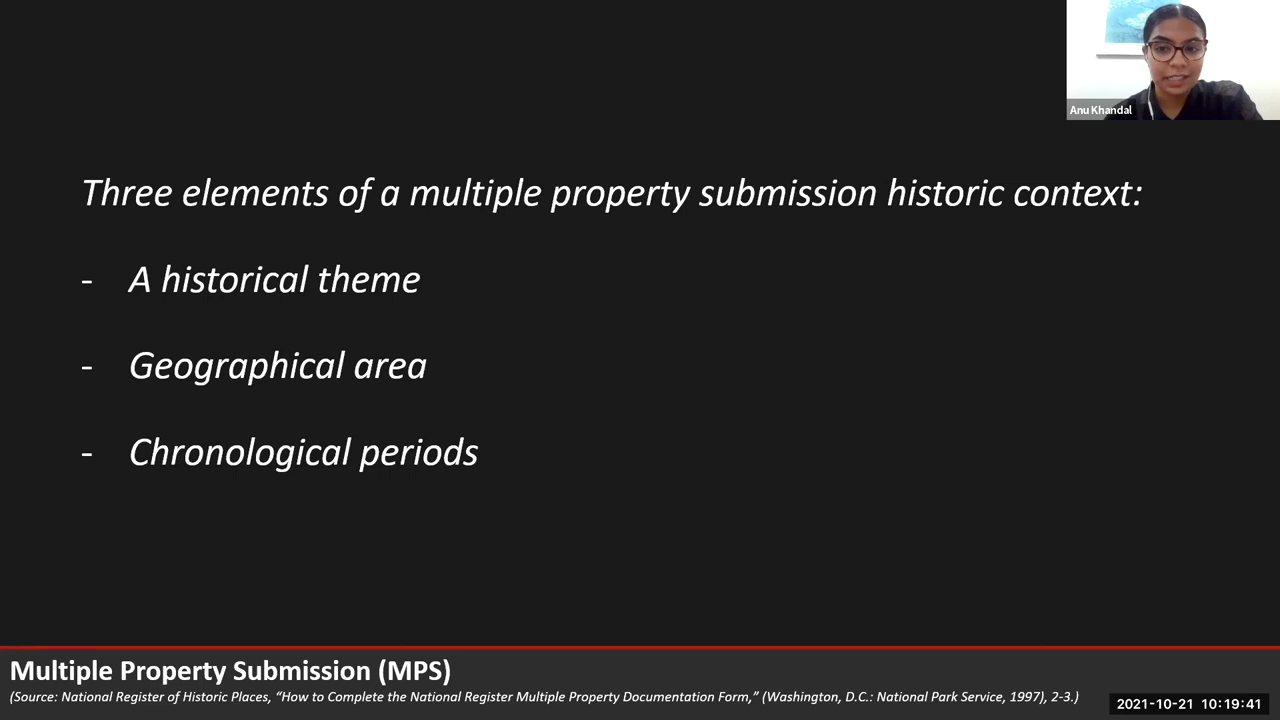 Anu Khandal
Three elements of a multiple property submission historic context:
- A historical theme
- Geographical area
- Chronological periods
Multiple Property Submission (MPS)
(Source: National Register of Historic Places, “How to Complete the National Register Multiple Property Documentation Form,” (Washington, D.C.: National Park Service, 1997), 2-3.)
2021-10-21 10:19:41